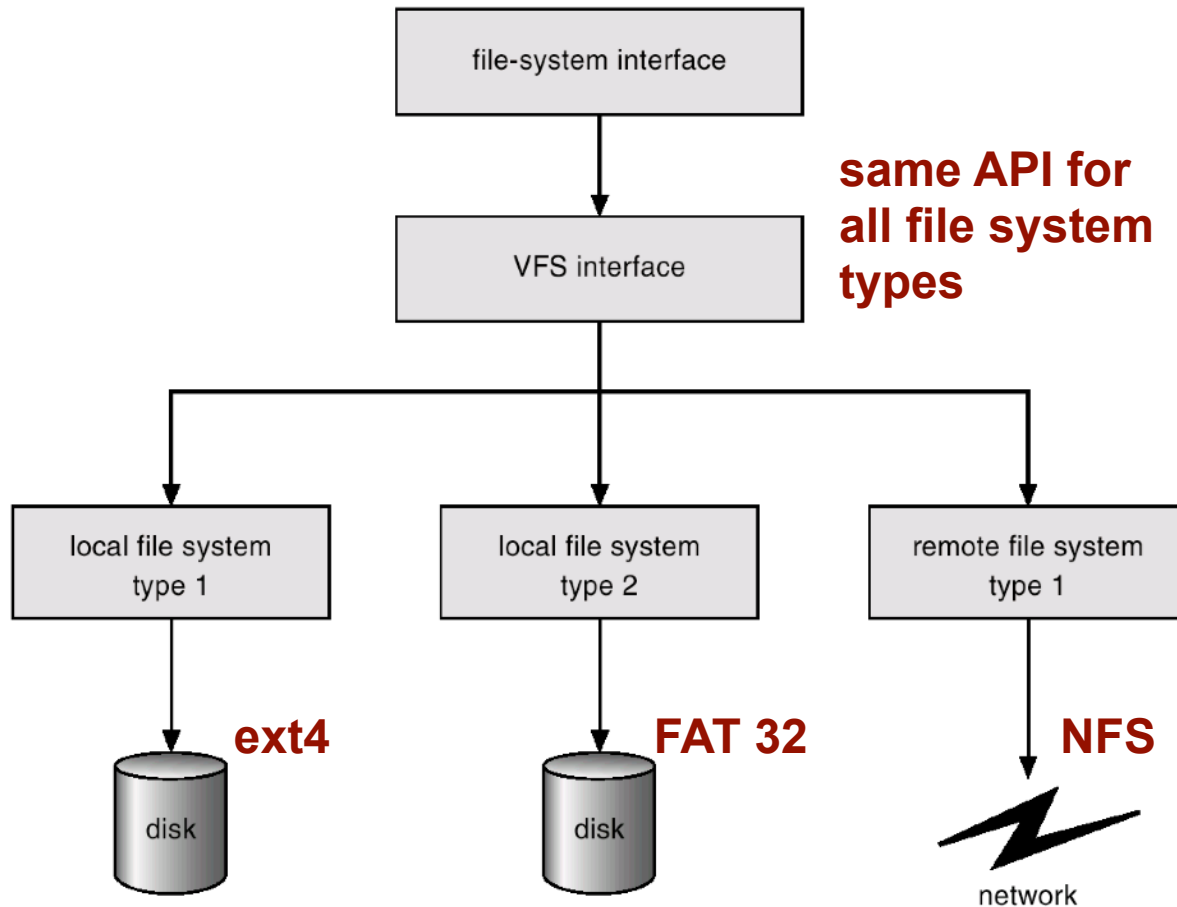 file-system interface
same API for
all file system
types
VFS interface
local file system
type 1
local file system
type 2
remote file system
type 1
ext4
FAT 32
NFS
disk
disk
network